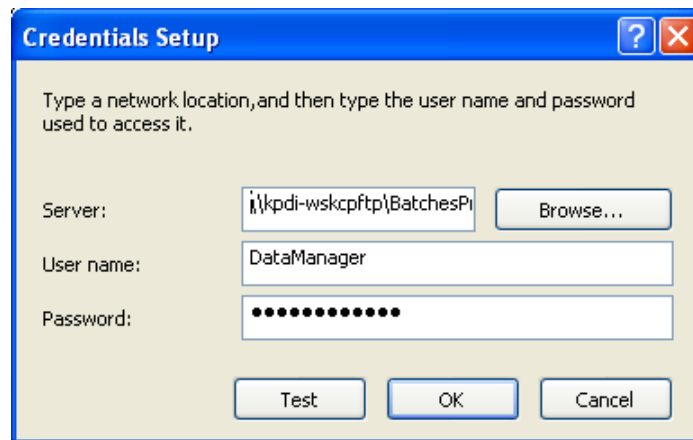 Credentials Setup
Type a network location,and then type the user name and password
used to access it.
Server:
\\kpdi-wskcpftp\BatchesPr
Browse...
User name:
DataManager
Password:
●●●●●●●●●●●●
Test
OK
Cancel